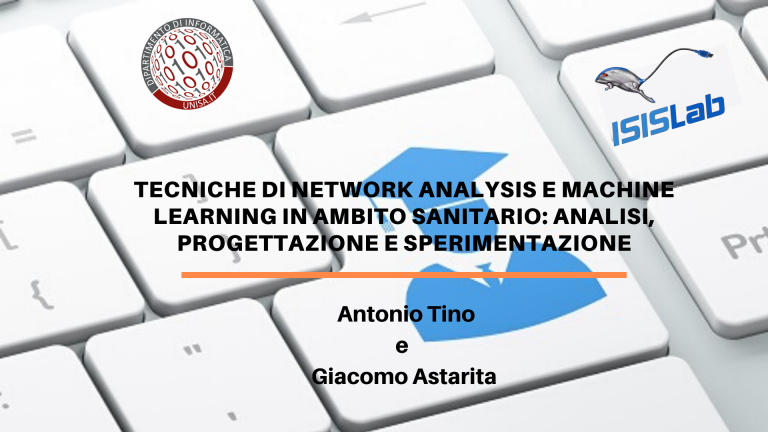 DIPARTIMENTO DI INFORMATICA
UNISA.IT
ISISLab
TECNICHE DI NETWORK ANALYSIS E MACHINE
LEARNING IN AMBITO SANITARIO: ANALISI,
PROGETTAZIONE E SPERIMENTAZIONE
Antonio Tino
e
Giacomo Astarita